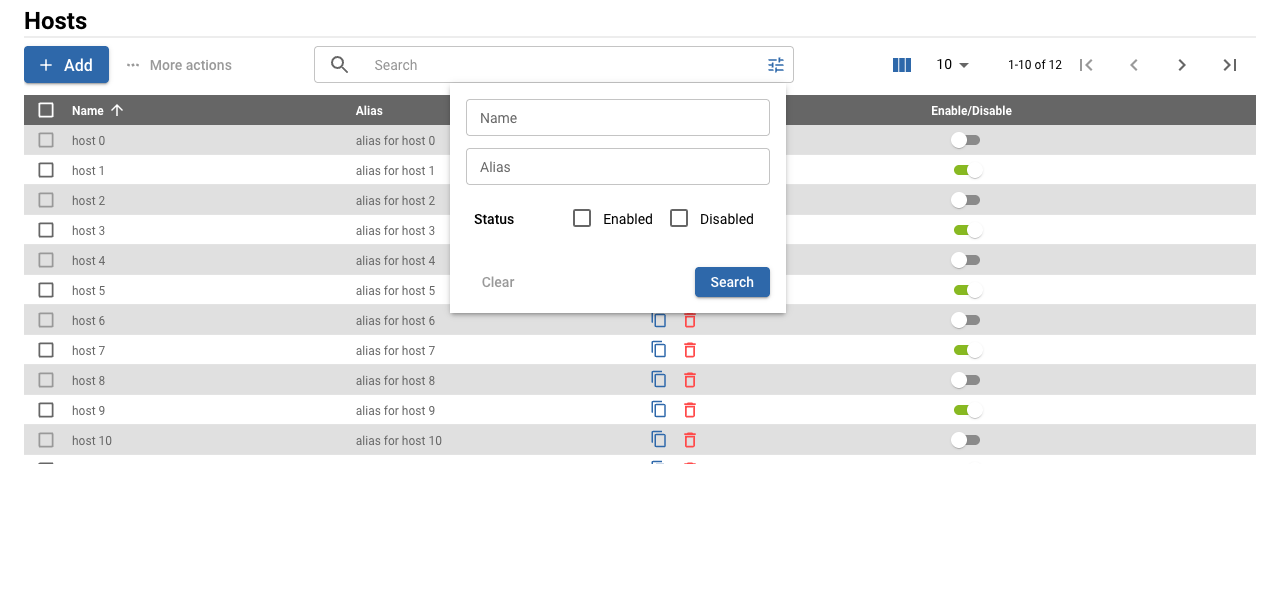 Hosts
Add
More actions
Search
10
1-10 of 12
Name
Alias
Enable/Disable
Name
Alias
Status
Enabled
Disabled
Clear
Search
host 0
alias for host 0
host 1
alias for host 1
host 2
alias for host 2
host 3
alias for host 3
host 4
alias for host 4
host 5
alias for host 5
host 6
alias for host 6
host 7
alias for host 7
host 8
alias for host 8
host 9
alias for host 9
host 10
alias for host 10